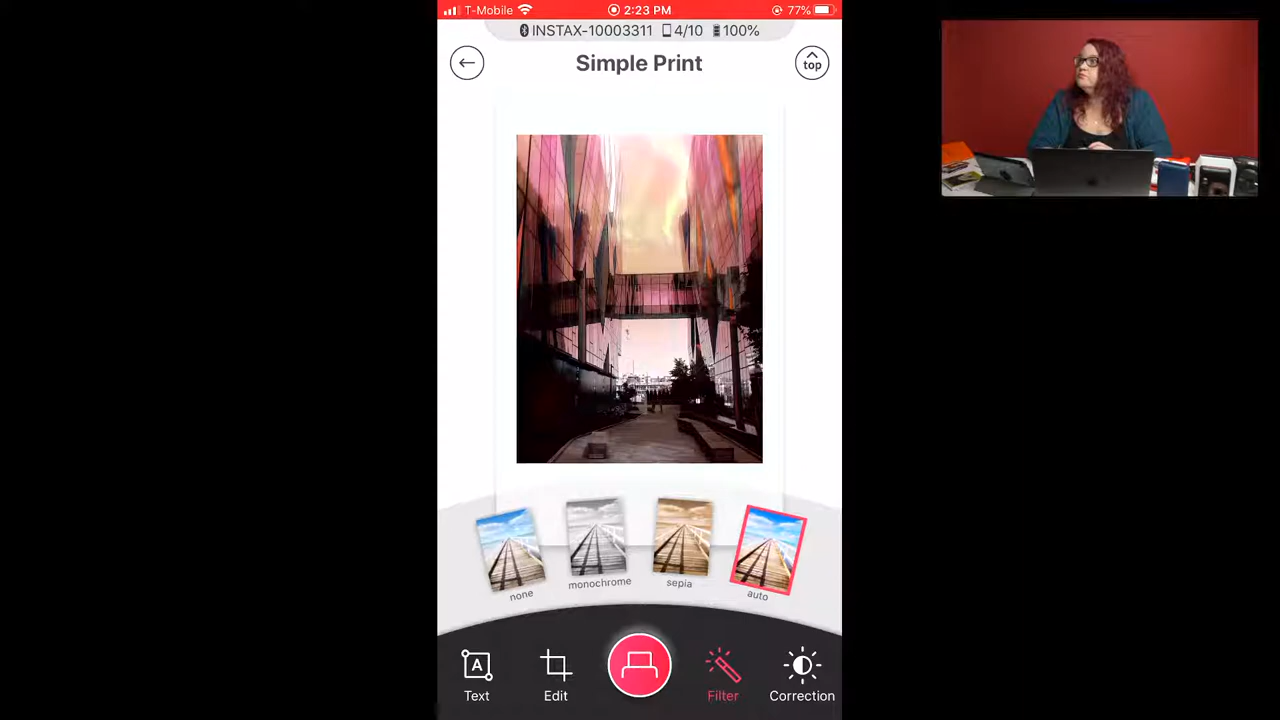 T-Mobile 2:23 PM 77%
INSTAX-10003311 4/10 100%
Simple Print
top
none
monochrome
sepia
auto
A
Text
Edit
Filter
Correction